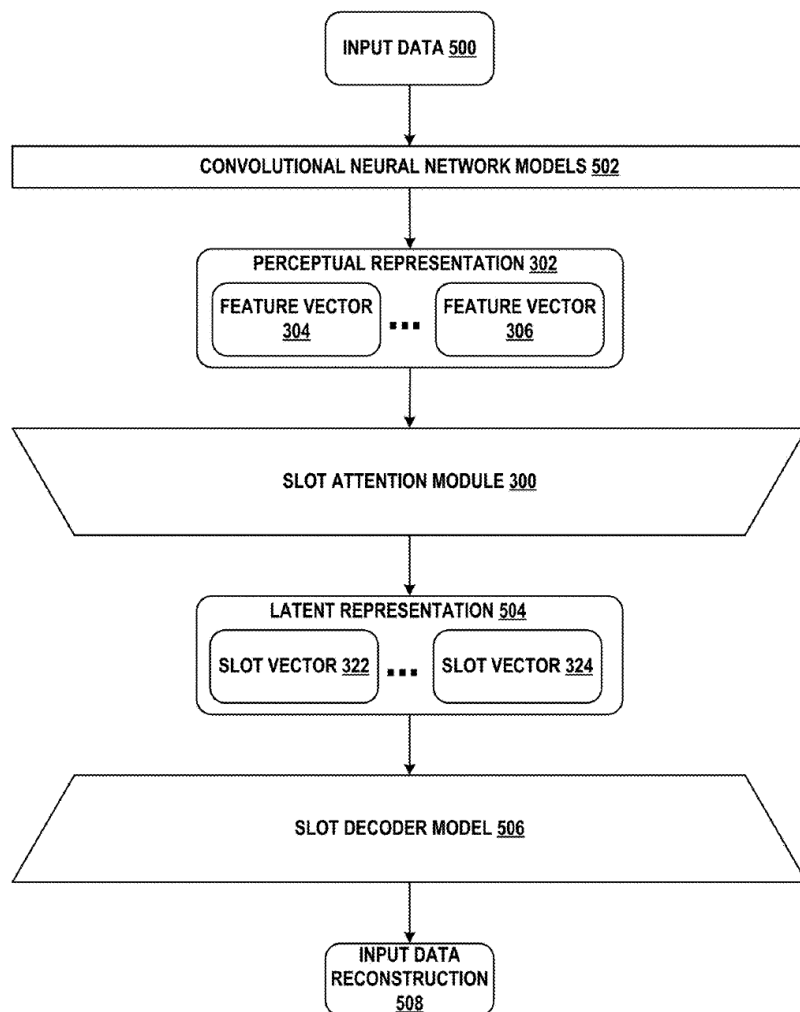 INPUT DATA 500
CONVOLUTIONAL NEURAL NETWORK MODELS 502
PERCEPTUAL REPRESENTATION 302
FEATURE VECTOR
304
...
FEATURE VECTOR
306
SLOT ATTENTION MODULE 300
LATENT REPRESENTATION 504
SLOT VECTOR 322 ... SLOT VECTOR 324
SLOT DECODER MODEL 506
INPUT DATA
RECONSTRUCTION
508